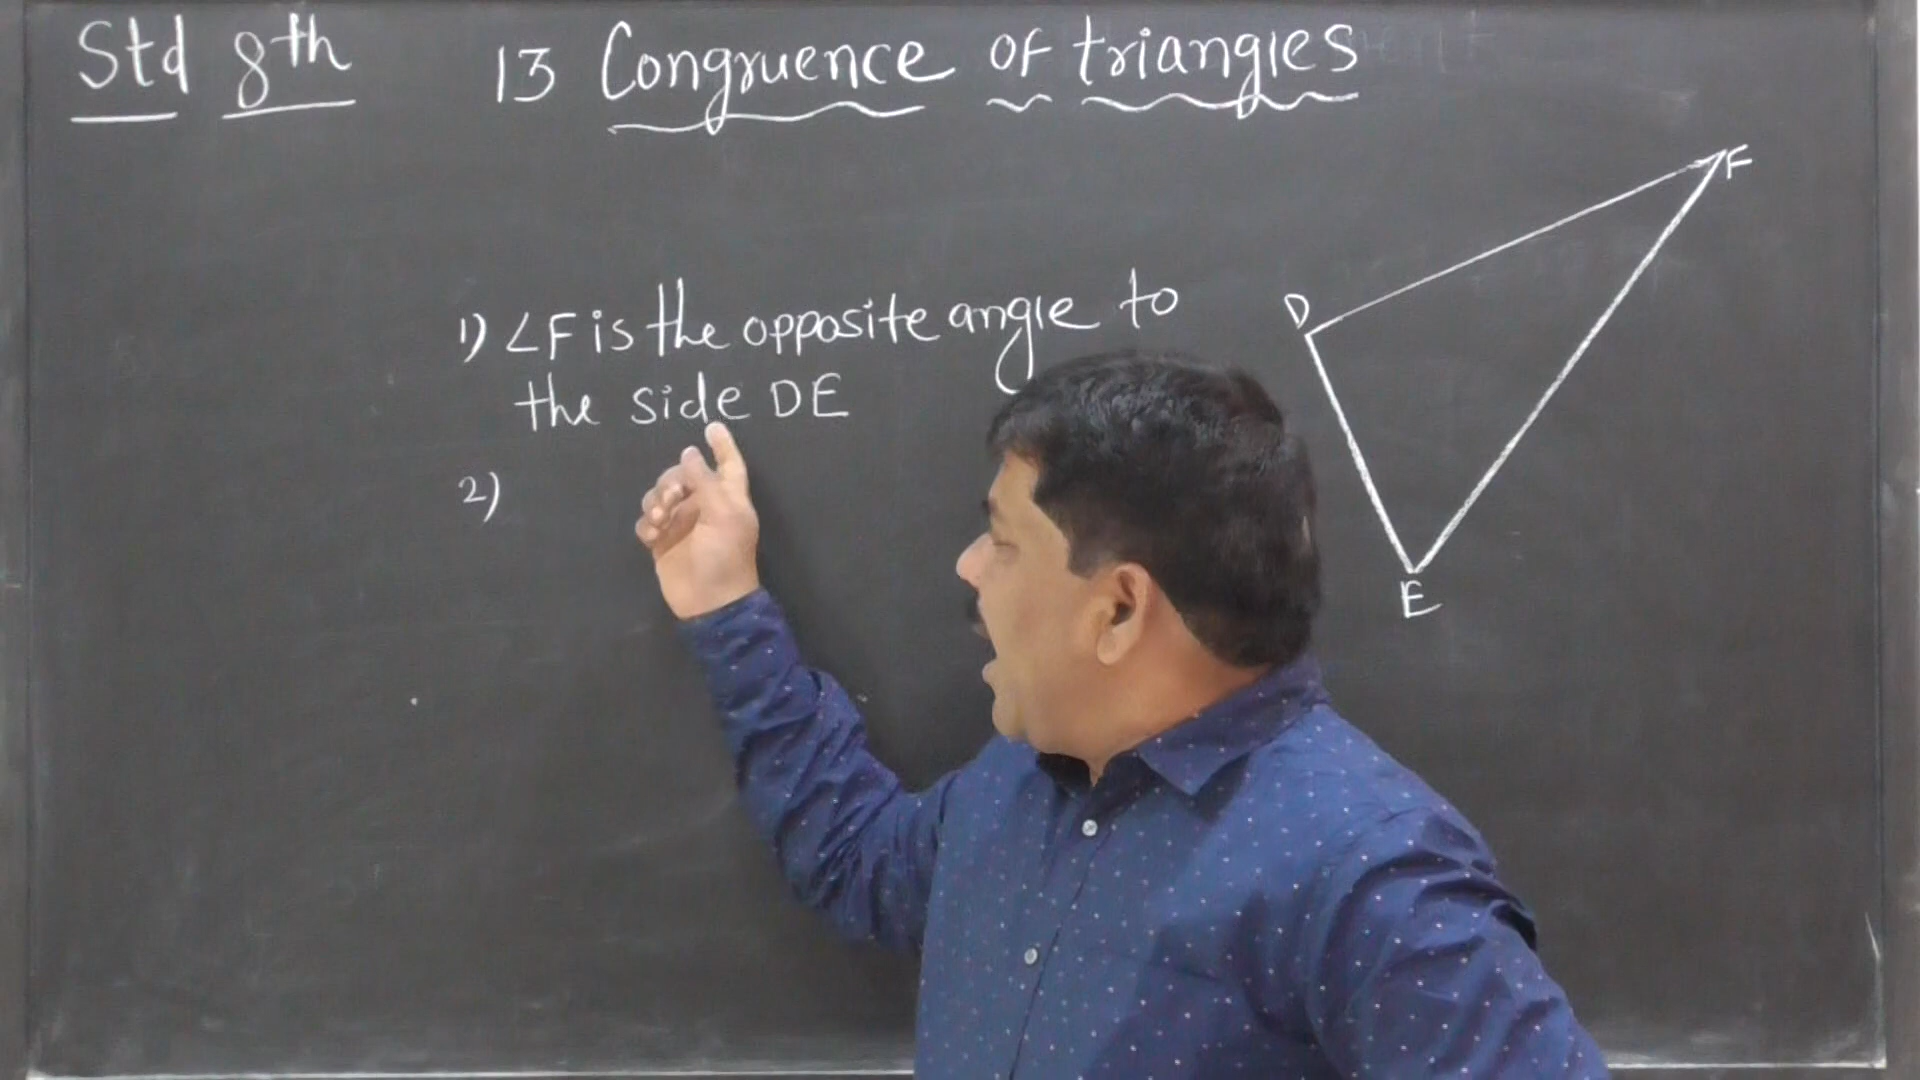 Std 8th 13 Congruence of triangles
F
D
1) ∠F is the opposite angle to
the side DE
2)
E